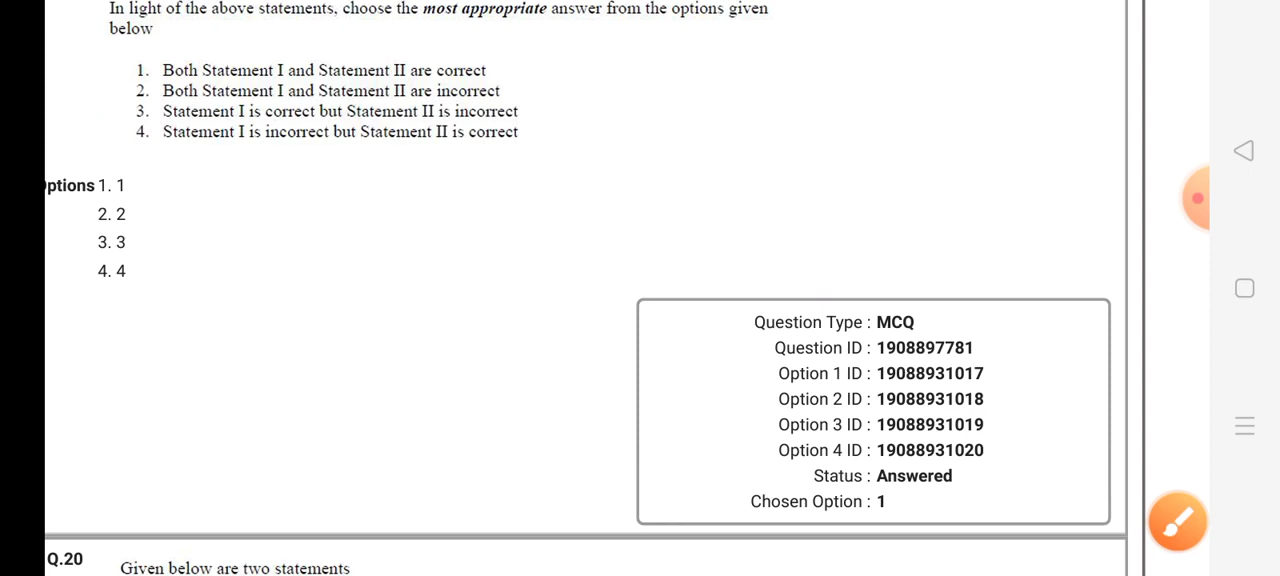 In light of the above statements, choose the most appropriate answer from the options given
below
1. Both Statement I and Statement II are correct
2. Both Statement I and Statement II are incorrect
3. Statement I is correct but Statement II is incorrect
4. Statement I is incorrect but Statement II is correct
ptions 1. 1
2. 2
3. 3
4. 4
Question Type : MCQ
Question ID : 1908897781
Option 1 ID : 19088931017
Option 2 ID : 19088931018
Option 3 ID : 19088931019
Option 4 ID : 19088931020
Status : Answered
Chosen Option : 1
Q.20 Given below are two statements